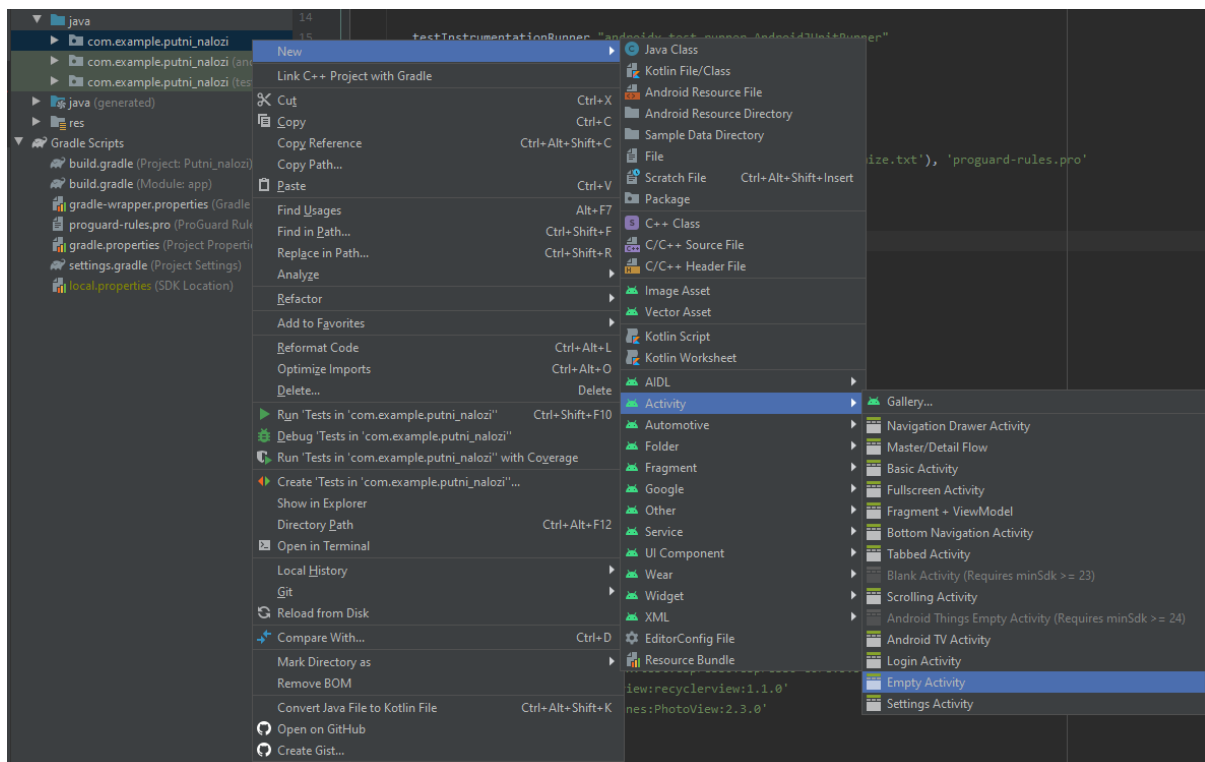 java
com.example.putni_nalozi
com.example.putni_nalozi (and
com.example.putni_nalozi (tes
java (generated)
res
Gradle Scripts
build.gradle (Project: Putni_nalozi)
build.gradle (Module: app)
gradle-wrapper.properties (Gradle
proguard-rules.pro (ProGuard Rule
gradle.properties (Project Properti
settings.gradle (Project Settings)
local.properties (SDK Location)
14
15
testInstrumentationRunner "androidx.test.runner.AndroidJUnitRunner"
ize.txt'), 'proguard-rules.pro'
iew:recyclerview:1.1.0'
nes:PhotoView:2.3.0'
New
Link C++ Project with Gradle
Cut Ctrl+X
Copy Ctrl+C
Copy Reference Ctrl+Alt+Shift+C
Copy Path...
Paste Ctrl+V
Find Usages Alt+F7
Find in Path... Ctrl+Shift+F
Replace in Path... Ctrl+Shift+R
Analyze
Refactor
Add to Favorites
Reformat Code Ctrl+Alt+L
Optimize Imports Ctrl+Alt+O
Delete... Delete
Run 'Tests in 'com.example.putni_nalozi'' Ctrl+Shift+F10
Debug 'Tests in 'com.example.putni_nalozi''
Run 'Tests in 'com.example.putni_nalozi'' with Coverage
Create 'Tests in 'com.example.putni_nalozi''...
Show in Explorer
Directory Path Ctrl+Alt+F12
Open in Terminal
Local History
Git
Reload from Disk
Compare With... Ctrl+D
Mark Directory as
Remove BOM
Convert Java File to Kotlin File Ctrl+Alt+Shift+K
Open on GitHub
Create Gist...
Java Class
Kotlin File/Class
Android Resource File
Android Resource Directory
Sample Data Directory
File
Scratch File Ctrl+Alt+Shift+Insert
Package
C++ Class
C/C++ Source File
C/C++ Header File
Image Asset
Vector Asset
Kotlin Script
Kotlin Worksheet
AIDL
Activity
Automotive
Folder
Fragment
Google
Other
Service
UI Component
Wear
Widget
XML
EditorConfig File
Resource Bundle
Gallery...
Navigation Drawer Activity
Master/Detail Flow
Basic Activity
Fullscreen Activity
Fragment + ViewModel
Bottom Navigation Activity
Tabbed Activity
Blank Activity (Requires minSdk >= 23)
Scrolling Activity
Android Things Empty Activity (Requires minSdk >= 24)
Android TV Activity
Login Activity
Empty Activity
Settings Activity